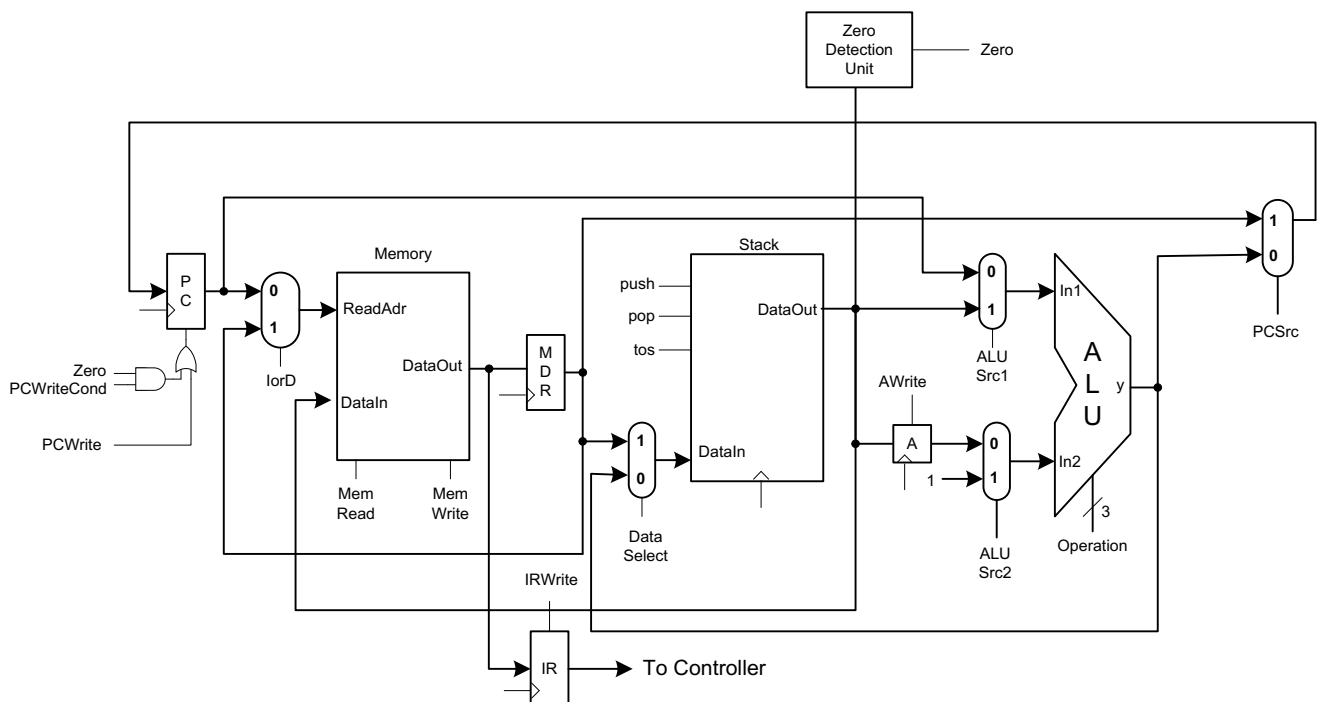 Zero
Detection
Unit
Zero
Memory
Stack
P
C
0
1
IorD
ReadAdr
DataOut
DataIn
Mem
Read
Mem
Write
M
D
R
push
pop
tos
DataOut
DataIn
1
0
Data
Select
0
1
ALU
Src1
AWrite
A
1
0
1
ALU
Src2
In1
In2
A
L
U
y
3
Operation
1
0
PCSrc
Zero
PCWriteCond
PCWrite
IRWrite
IR
To Controller